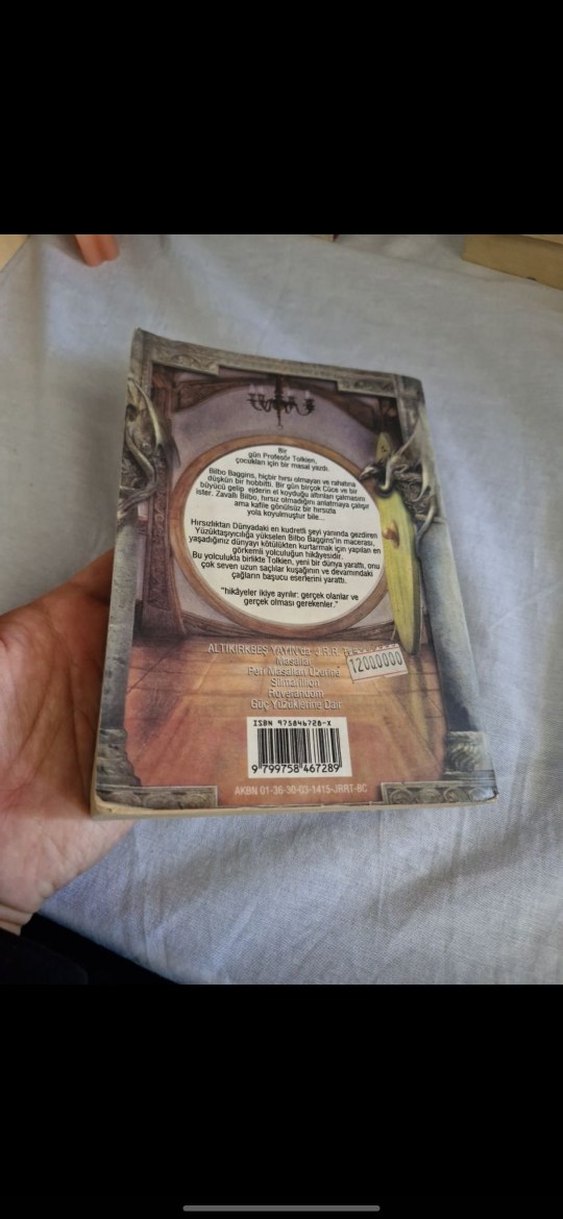 Bir
gün Profesör Tolkien,
çocukları için bir masal yazdı.
Bilbo Baggins, hiçbir hırsı olmayan ve rahatına
düşkün bir hobbitti. Bir gün birçok Cüce ve bir
büyücü gelip ejderin el koyduğu altınları çalmasını
ister. Zavallı Bilbo, hırsız olmadığını anlatmaya çalışır
ama kafile gönülsüz bir hırsızla
yola koyulmuştur bile...
Hırsızlıktan Dünyadaki en kudretli şeyi yanında gezdiren
Yüzüktaşıyıcılığa yükselen Bilbo Baggins'in macerası,
yaşadığınız dünyayı kötülükten kurtarmak için yapılan en
görkemli yolculuğun hikâyesidir.
Bu yolculukla birlikte Tolkien, yeni bir dünya yarattı, onu
çok seven uzun saçlılar kuşağının ve devamındaki
çağların başucu eserlerini yarattı.
"hikâyeler ikiye ayrılır: gerçek olanlar ve
gerçek olması gerekenler."
ALTIKIRKBEŞ YAYIN'da J.R.R.
Masallar
12000000
Peri Masalları Üzerine
Silmarillion
Roverandom
Güç Yüzüklerine Dair
ISBN 975846728-X
9 799758 467289
AKBN 01-36-30-03-1415-JRRT-BC